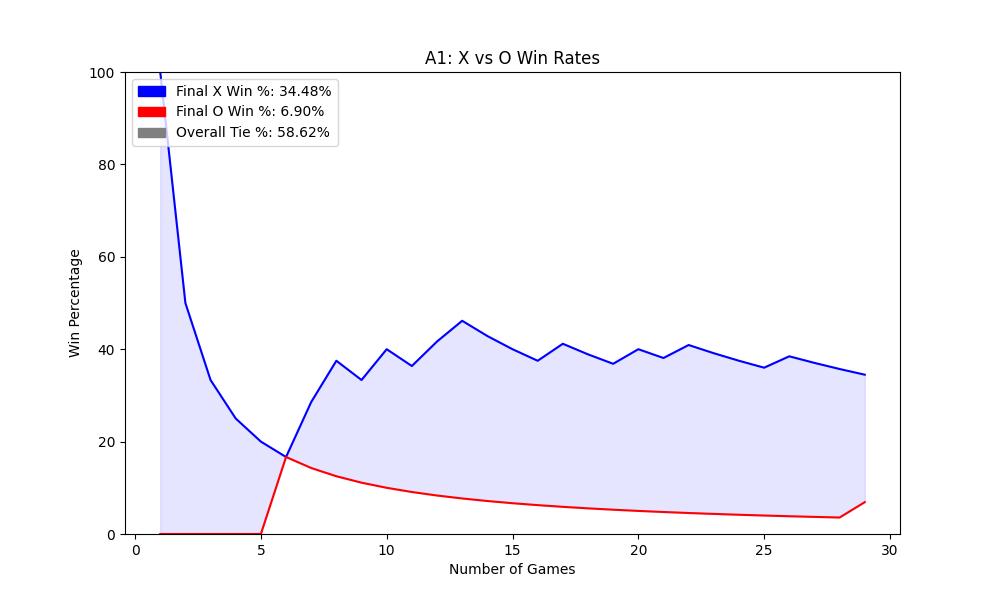 A1: X vs O Win Rates
Final X Win %: 34.48%
Final O Win %: 6.90%
Overall Tie %: 58.62%
Win Percentage
100
80
60
40
20
0
0 5 10 15 20 25 30
Number of Games